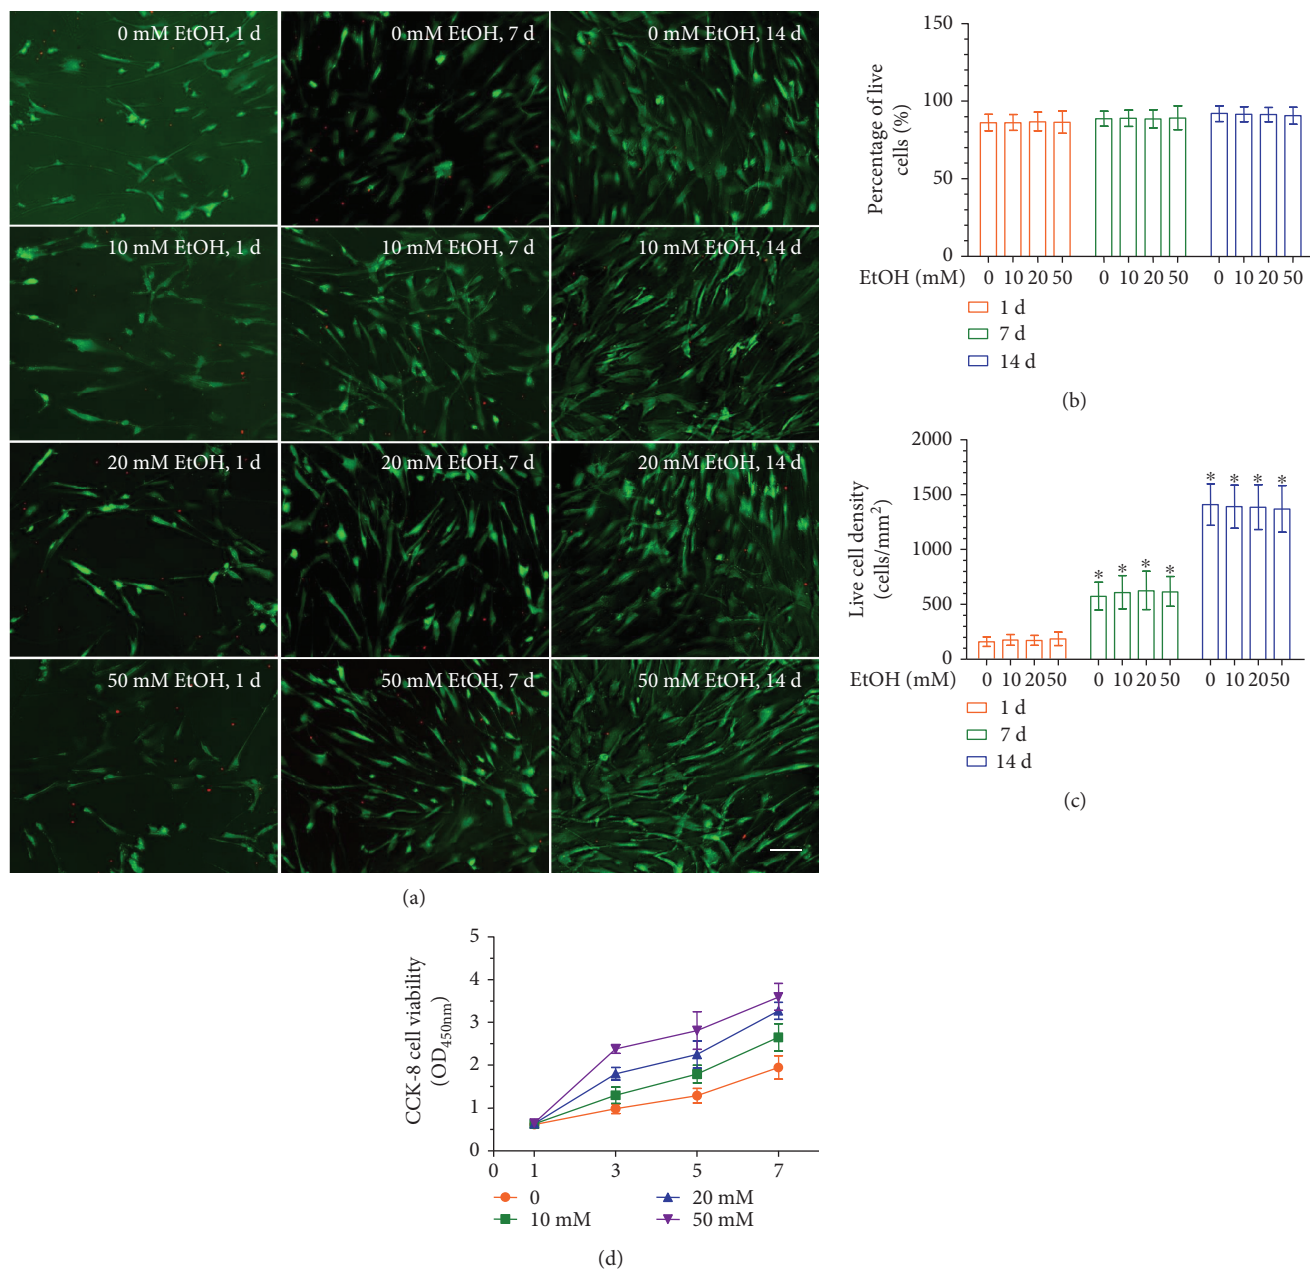 0 mM EtOH, 1 d
0 mM EtOH, 7 d
0 mM EtOH, 14 d
10 mM EtOH, 1 d
10 mM EtOH, 7 d
10 mM EtOH, 14 d
20 mM EtOH, 1 d
20 mM EtOH, 7 d
20 mM EtOH, 14 d
50 mM EtOH, 1 d
50 mM EtOH, 7 d
50 mM EtOH, 14 d
(a)
Percentage of live
cells (%)
150
100
50
0
EtOH (mM) 0 10 20 50 0 10 20 50 0 10 20 50
1 d
7 d
14 d
(b)
Live cell density
(cells/mm²)
2000
1500
1000
500
0
* * * * * * * *
EtOH (mM) 0 10 20 50 0 10 20 50 0 10 20 50
1 d
7 d
14 d
(c)
CCK-8 cell viability
(OD450nm)
5
4
3
2
1
0
0 1 3 5 7
0
10 mM
20 mM
50 mM
(d)